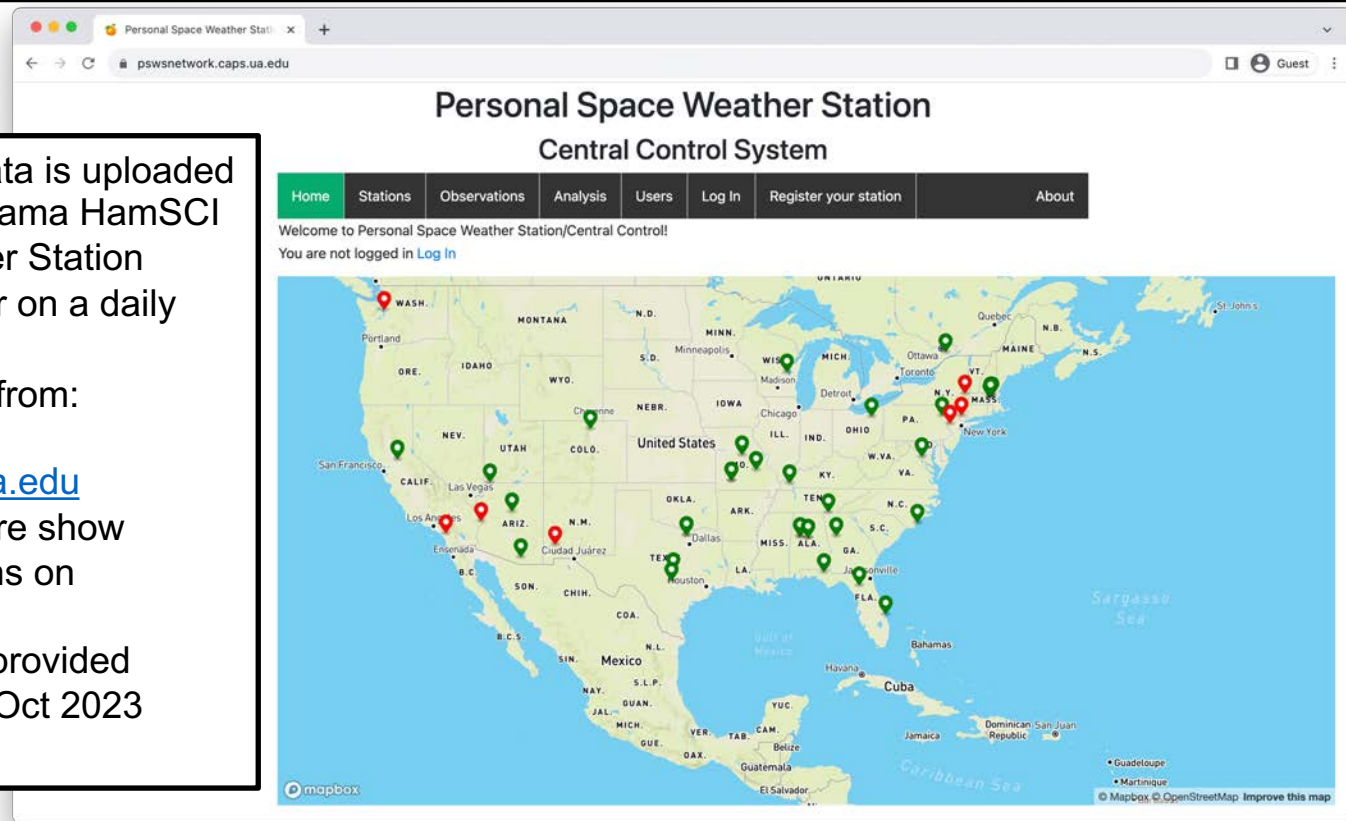 Personal Space Weather Stati
pswsnetwork.caps.ua.edu
Guest
Personal Space Weather Station
Central Control System
ata is uploaded
ama HamSCI
er Station
r on a daily
from:
a.edu
re show
ns on
provided
Oct 2023
Home Stations Observations Analysis Users Log In Register your station About
Welcome to Personal Space Weather Station/Central Control!
You are not logged in Log In
ONTARIO
WASH.
MONTANA
N.D.
MINN.
Quebec
N.B.
St. John's
Portland
Minneapolis
Ottawa
MAINE
N.S.
ORE.
IDAHO
S.D.
WIS
MICH.
Toronto
VT.
WYO.
Madison
N.Y.
MASS.
Detroit
NEBR.
IOWA
Chicago
PA.
New York
NEV.
UTAH
COLO.
United States
ILL.
IND.
OHIO
San Francisco
W.VA.
CALIF.
Las Vegas
KY.
VA.
OKLA.
N.C.
ARIZ.
N.M.
ARK.
S.C.
Ensenada
Ciudad Juárez
Dallas
MISS.
ALA.
GA.
B.C.
SON.
LA.
CHIH.
FLA.
Sargasso
Sea
COA.
B.C.S.
N.L.
Gulf of
Mexico
Bahamas
SIN.
Mexico
Havana
Cuba
NAY.
S.L.P.
GUAN.
YUC.
JAL.
MICH.
VER.
TAB.
CAM.
Jamaica
Dominican
Republic
San Juan
GUE.
OAX.
Belize
Guatemala
Caribbean Sea
Guadeloupe
Martinique
El Salvador
mapbox
© Mapbox © OpenStreetMap Improve this map